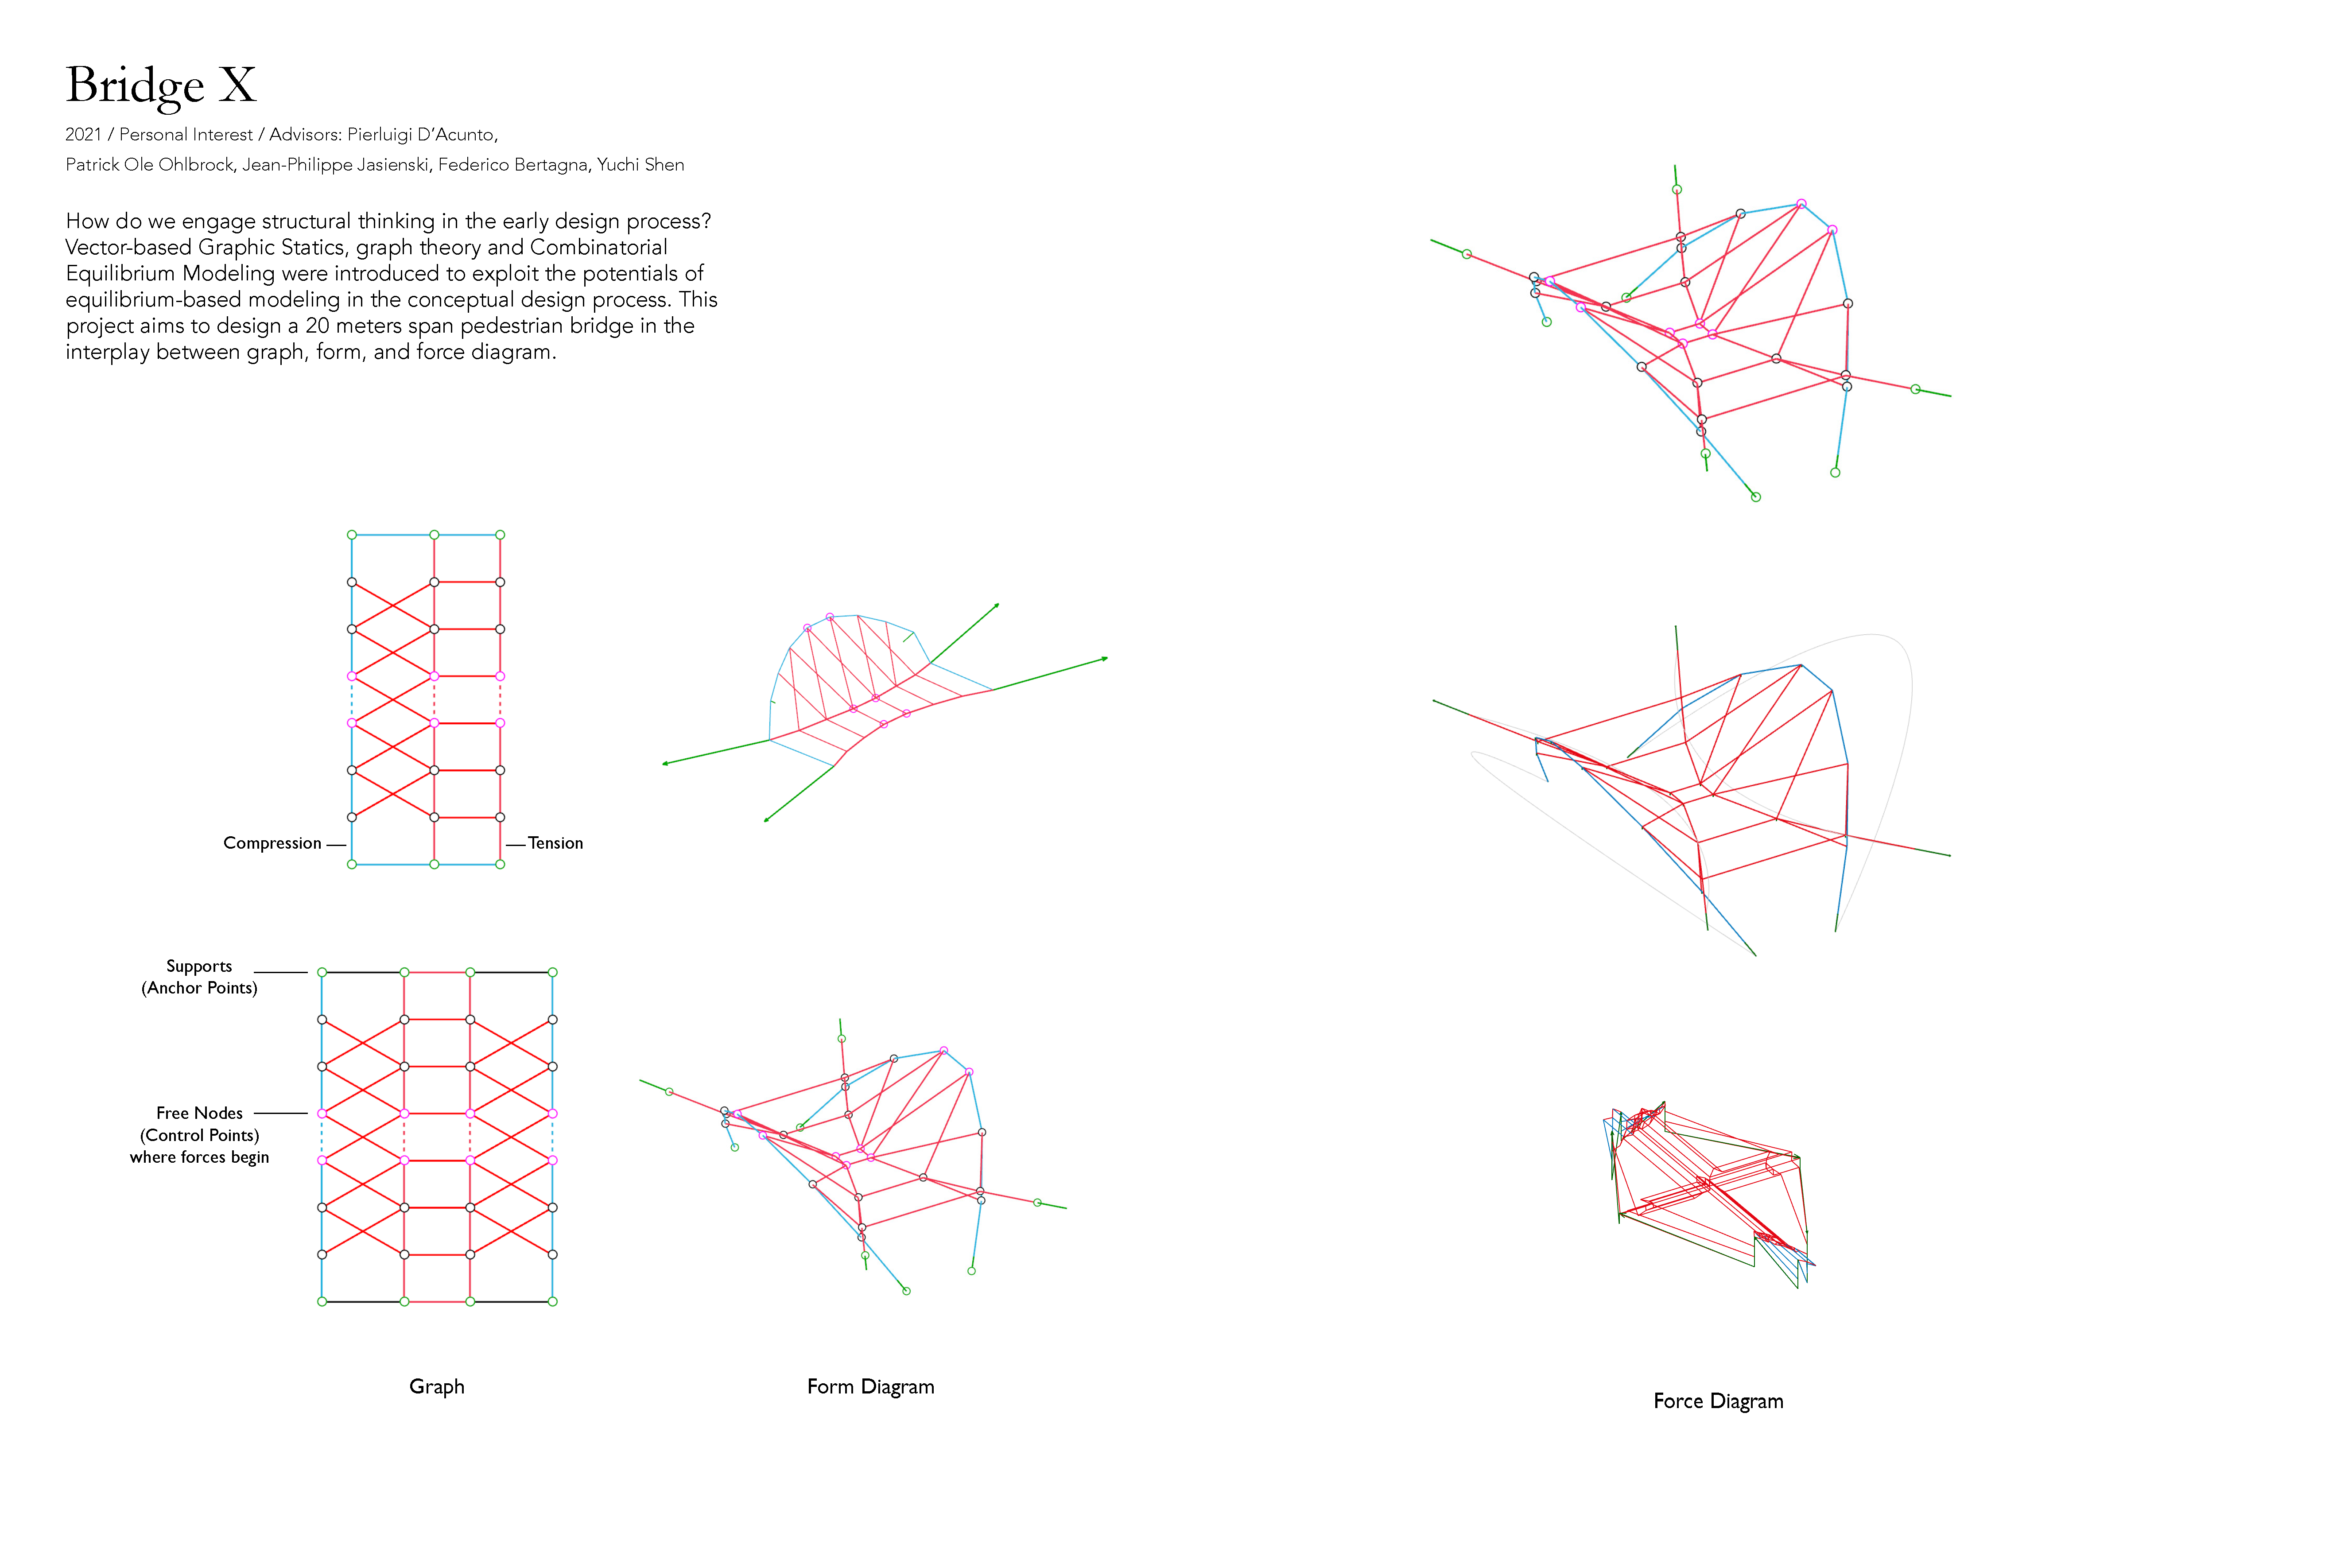 Bridge X
2021 / Personal Interest / Advisors: Pierluigi D’Acunto,
Patrick Ole Ohlbrock, Jean-Philippe Jasienski, Federico Bertagna, Yuchi Shen
How do we engage structural thinking in the early design process?
Vector-based Graphic Statics, graph theory and Combinatorial
Equilibrium Modeling were introduced to exploit the potentials of
equilibrium-based modeling in the conceptual design process. This
project aims to design a 20 meters span pedestrian bridge in the
interplay between graph, form, and force diagram.
Compression
Tension
Supports
(Anchor Points)
Free Nodes
(Control Points)
where forces begin
Graph
Form Diagram
Force Diagram